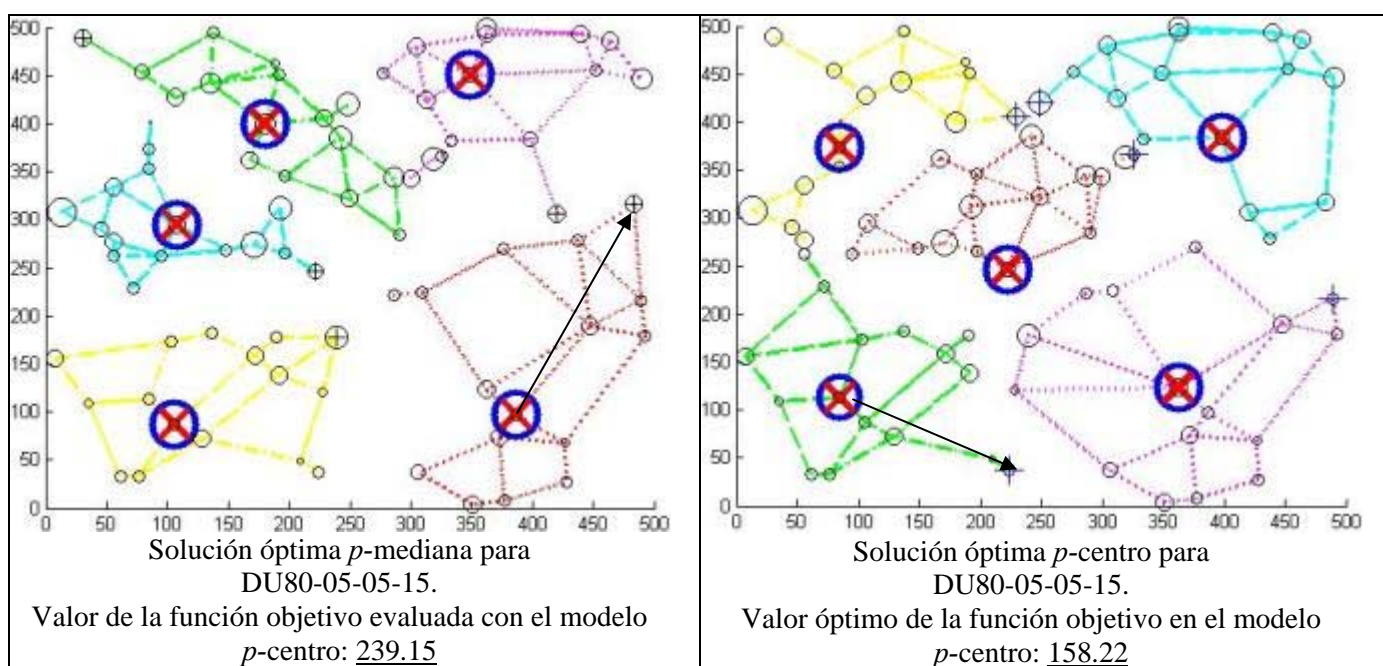 500
450
400
350
300
250
200
150
100
50
0
0 50 100 150 200 250 300 350 400 450 500
Solución óptima p-mediana para
DU80-05-05-15.
Valor de la función objetivo evaluada con el modelo
p-centro: 239.15
500
450
400
350
300
250
200
150
100
50
0
0 50 100 150 200 250 300 350 400 450 500
Solución óptima p-centro para
DU80-05-05-15.
Valor óptimo de la función objetivo en el modelo
p-centro: 158.22